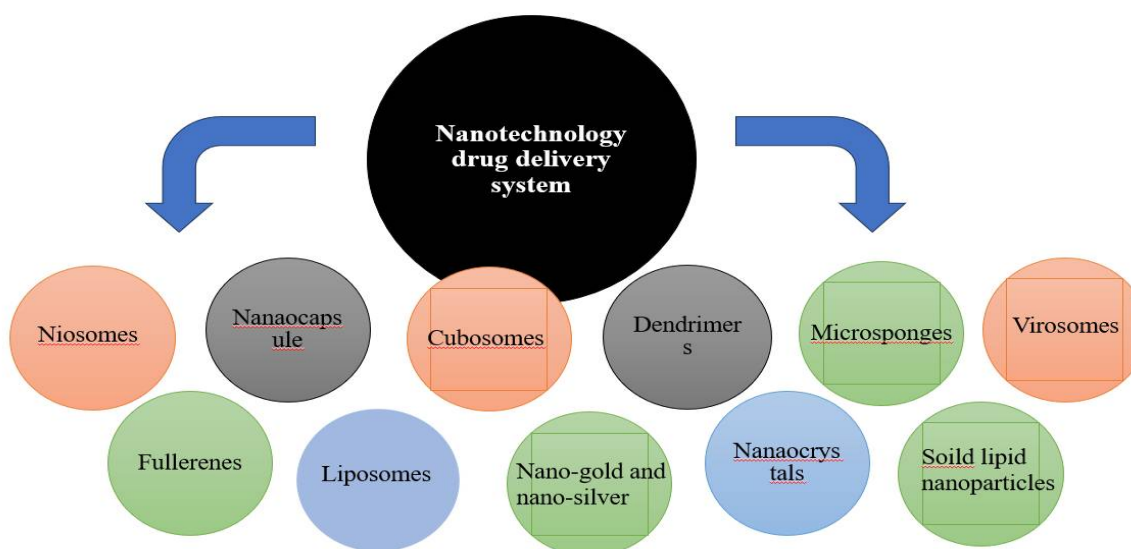 Nanotechnology
drug delivery
system
Niosomes
Nanaocaps
ule
Cubosomes
Dendrimer
s
Microsponges
Virosomes
Fullerenes
Liposomes
Nano-gold and
nano-silver
Nanaocrys
tals
Soild lipid
nanoparticles